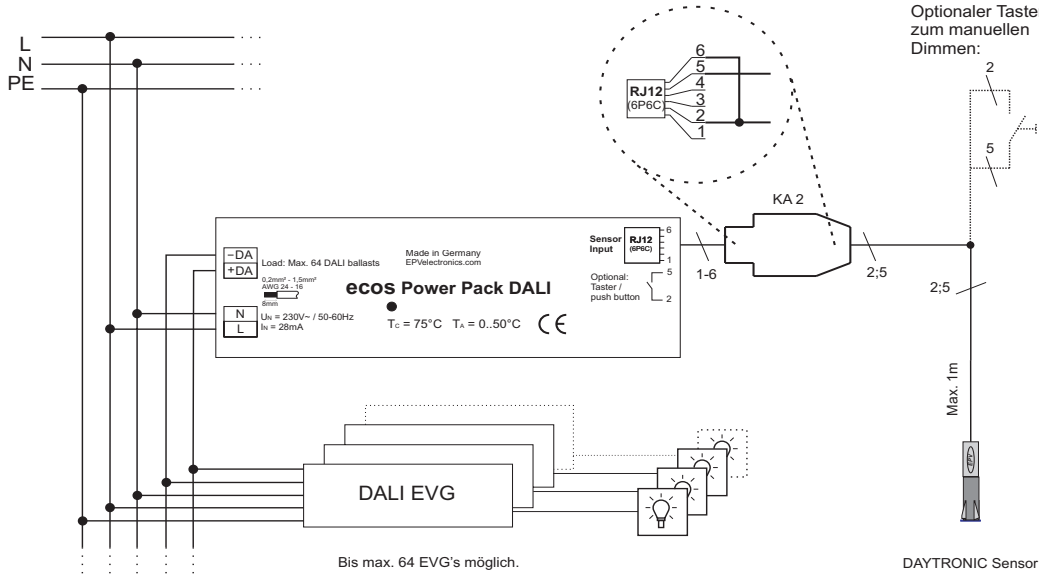 Optionaler Taste
zum manuellen
Dimmen:
L
N
PE
RJ12
(6P6C)
6
5
4
3
2
1
2
5
KA 2
1-6
2;5
2;5
Max. 1m
−DA
+DA
Load: Max. 64 DALI ballasts
0,2mm² - 1,5mm²
AWG 24 - 16
8mm
N
L
UN = 230V~ / 50-60Hz
IN = 28mA
Made in Germany
EPVelectronics.com
ecos Power Pack DALI
TC = 75°C TA = 0..50°C
CE
Sensor
Input
RJ12
(6P6C)
6
1
Optional:
Taster /
push button
5
2
DALI EVG
Bis max. 64 EVG's möglich.
EPV
DAYTRONIC Sensor